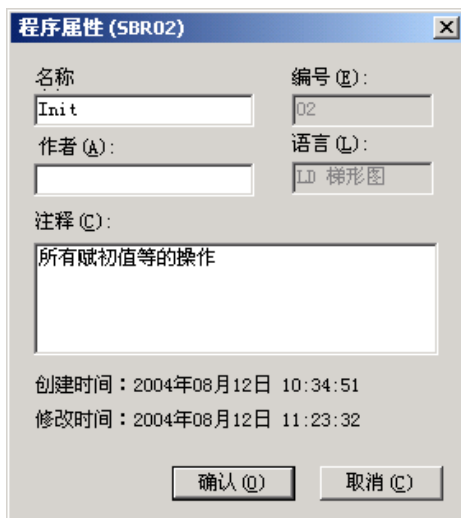 程序属性(SBR02)
名称
编号(E):
Init
02
作者(A):
语言(L):
LD 梯形图
注释(C):
所有赋初值等的操作
创建时间：2004年08月12日 10:34:51
修改时间：2004年08月12日 11:23:32
确认(O)
取消(C)